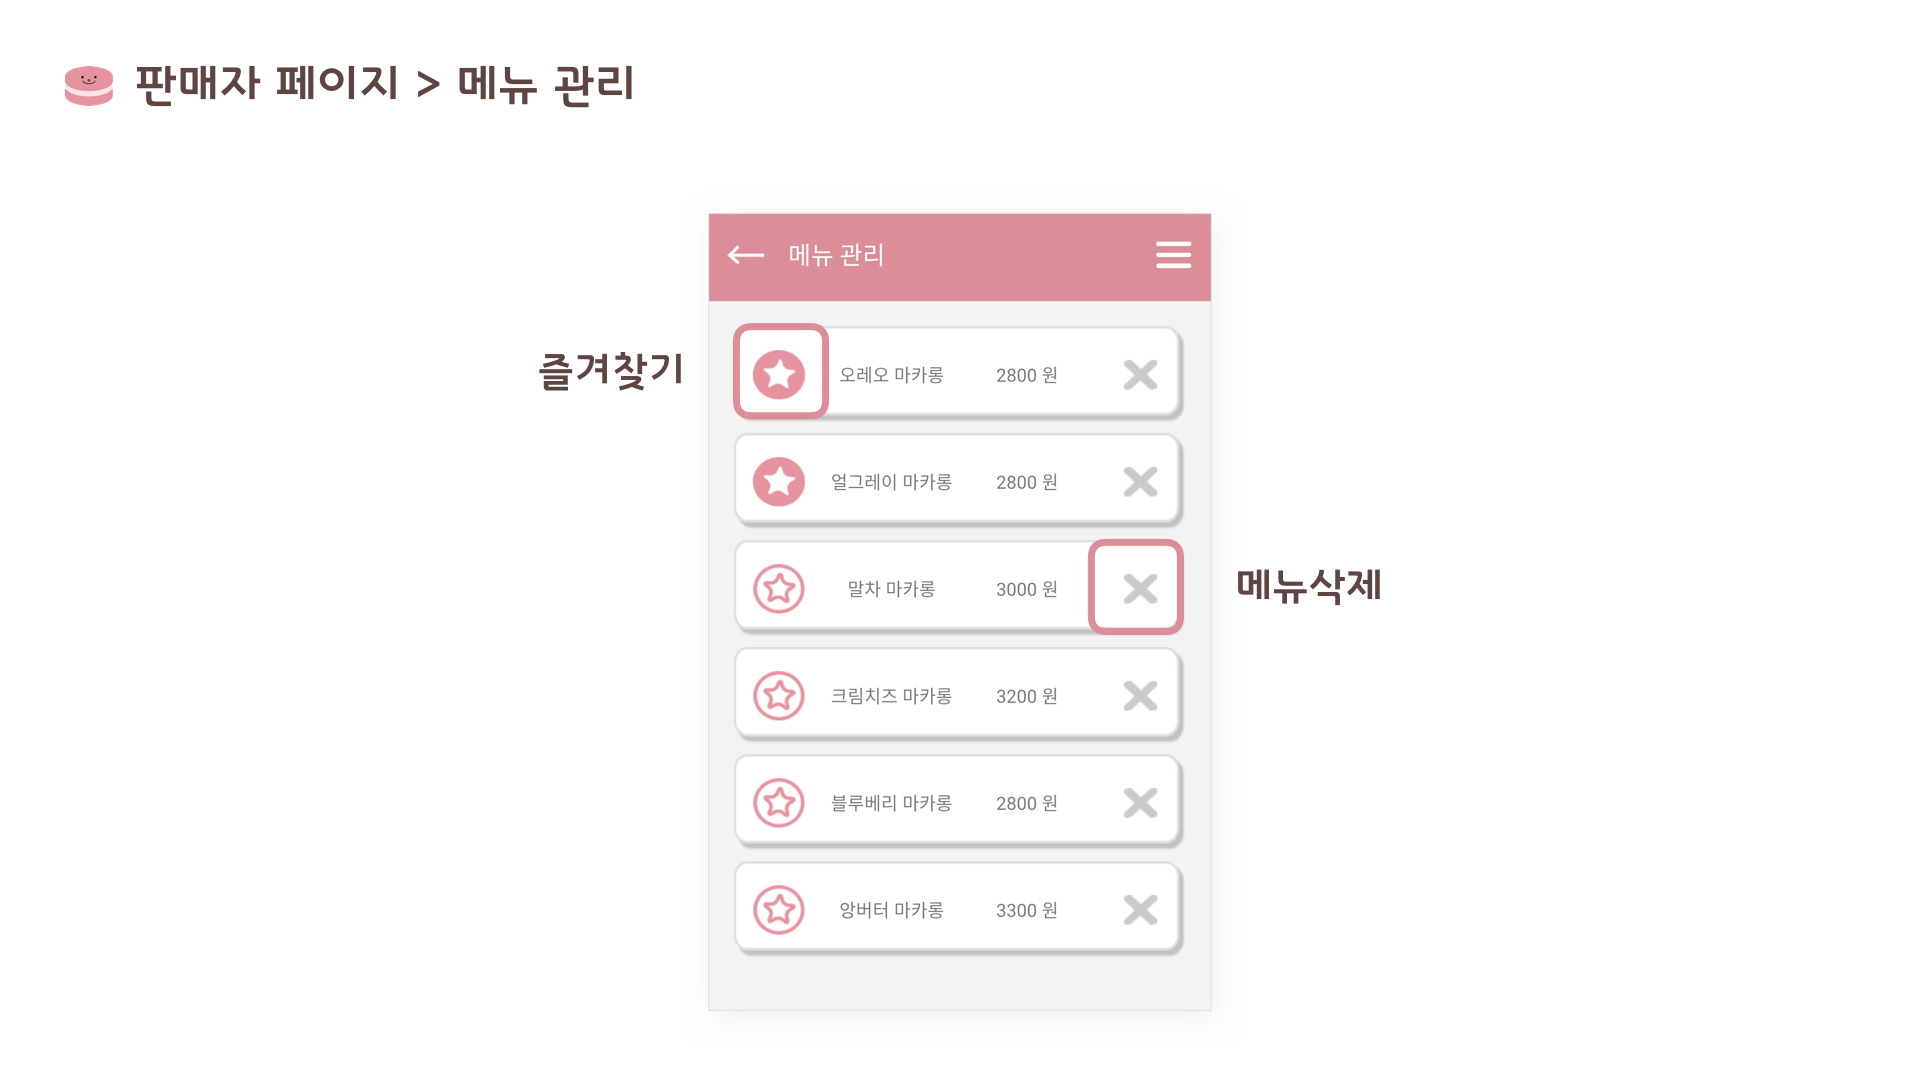 판매자 페이지 > 메뉴 관리
메뉴 관리
즐겨찾기
오레오 마카롱 2800 원
얼그레이 마카롱 2800 원
말차 마카롱 3000 원
메뉴삭제
크림치즈 마카롱 3200 원
블루베리 마카롱 2800 원
앙버터 마카롱 3300 원